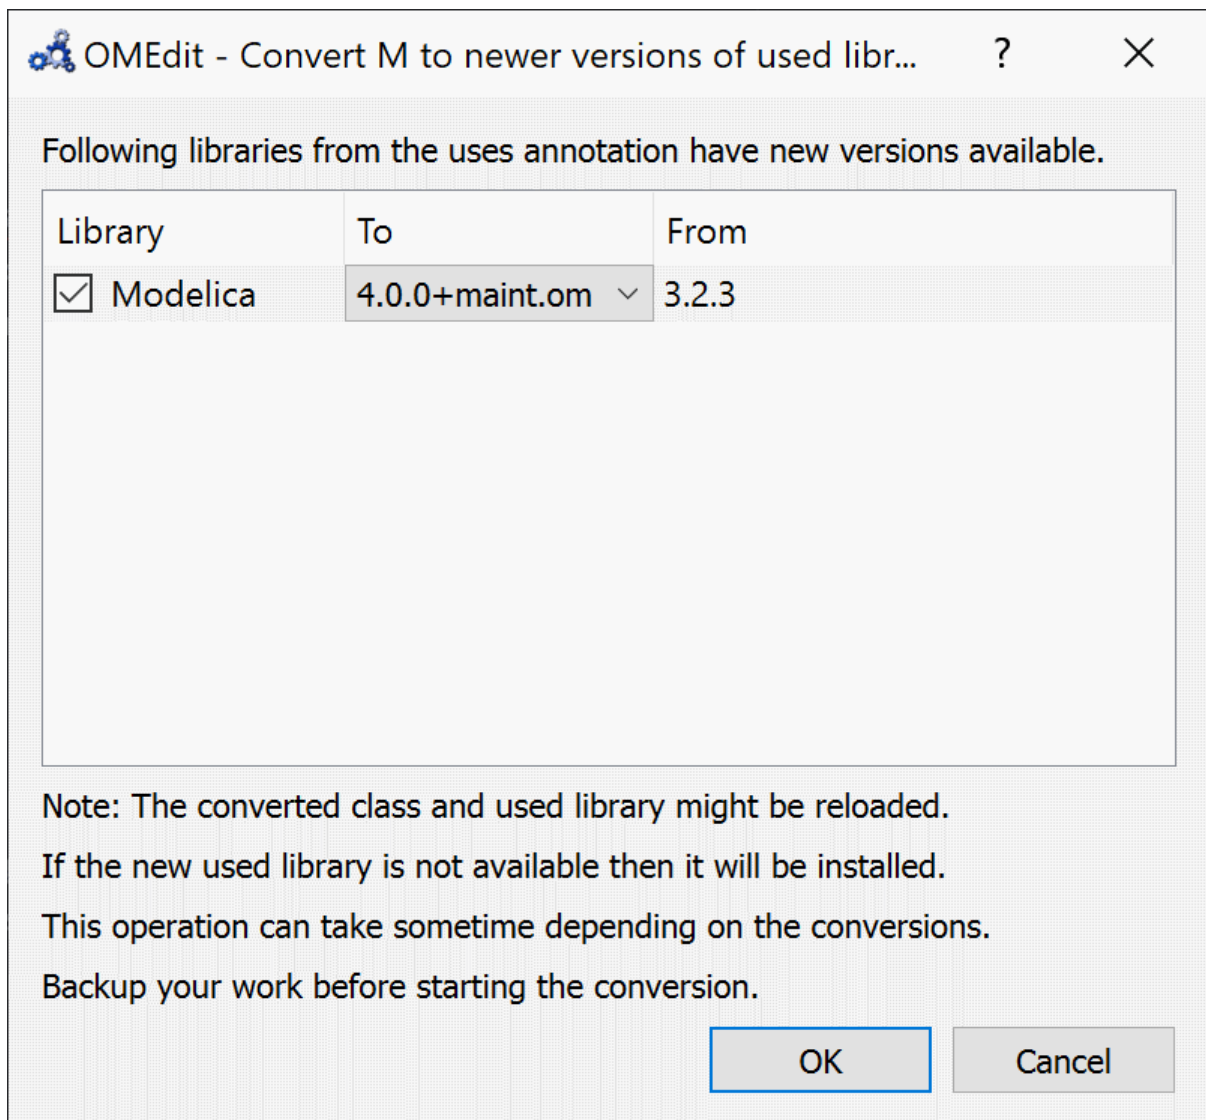 OMEdit - Convert M to newer versions of used libr... ?
Following libraries from the uses annotation have new versions available.
Library To From
Modelica 4.0.0+maint.om 3.2.3
Note: The converted class and used library might be reloaded.
If the new used library is not available then it will be installed.
This operation can take sometime depending on the conversions.
Backup your work before starting the conversion.
OK Cancel